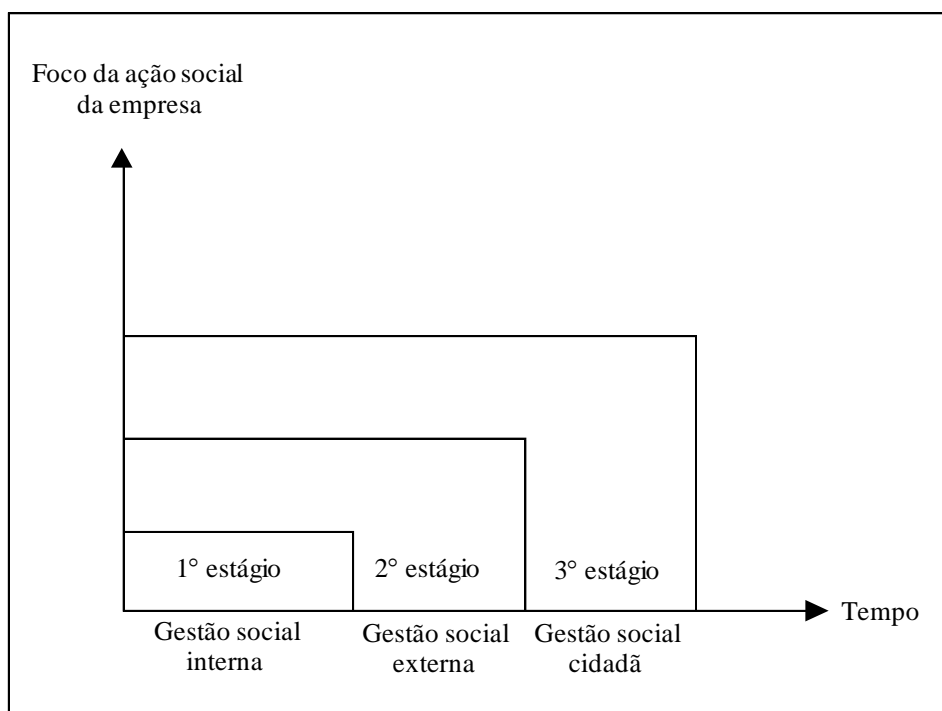 Foco da ação social
da empresa
1° estágio
2° estágio
3° estágio
Tempo
Gestão social
interna
Gestão social
externa
Gestão social
cidadã